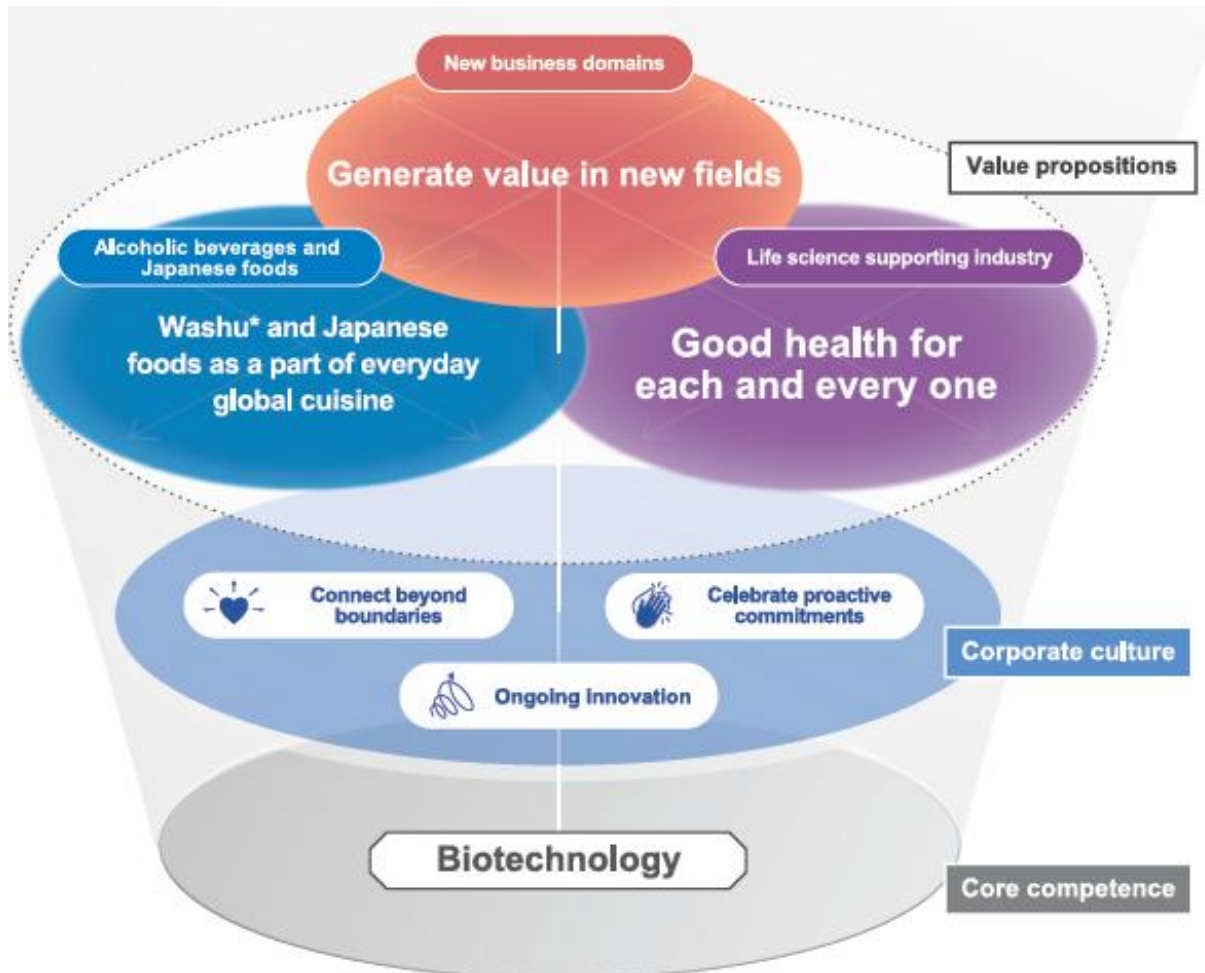 New business domains
Generate value in new fields
Value propositions
Alcoholic beverages and
Japanese foods
Life science supporting industry
Washu* and Japanese
foods as a part of everyday
global cuisine
Good health for
each and every one
Connect beyond
boundaries
Celebrate proactive
commitments
Corporate culture
Ongoing innovation
Biotechnology
Core competence